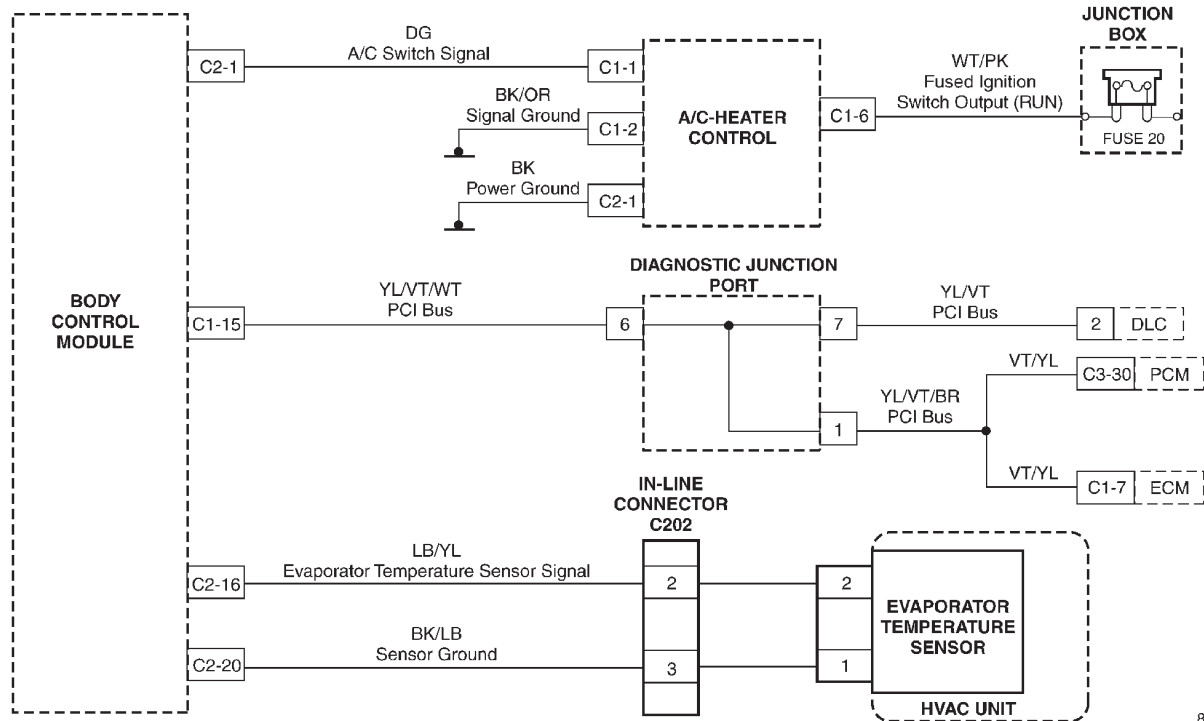 BODY
CONTROL
MODULE
C2-1
DG
A/C Switch Signal
C1-1
BK/OR
Signal Ground
C1-2
BK
Power Ground
C2-1
A/C-HEATER
CONTROL
C1-6
WT/PK
Fused Ignition
Switch Output (RUN)
JUNCTION
BOX
FUSE 20
C1-15
YL/VT/WT
PCI Bus
6
DIAGNOSTIC JUNCTION
PORT
7
YL/VT
PCI Bus
2
DLC
1
YL/VT/BR
PCI Bus
VT/YL
C3-30
PCM
VT/YL
C1-7
ECM
C2-16
LB/YL
Evaporator Temperature Sensor Signal
IN-LINE
CONNECTOR
C202
2
2
C2-20
BK/LB
Sensor Ground
3
1
EVAPORATOR
TEMPERATURE
SENSOR
HVAC UNIT